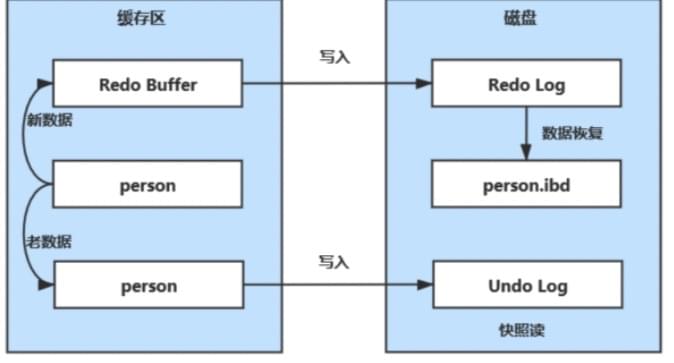 缓存区
磁盘
写入
Redo Buffer
Redo Log
新数据
数据恢复
person
person.ibd
老数据
写入
person
Undo Log
快照读